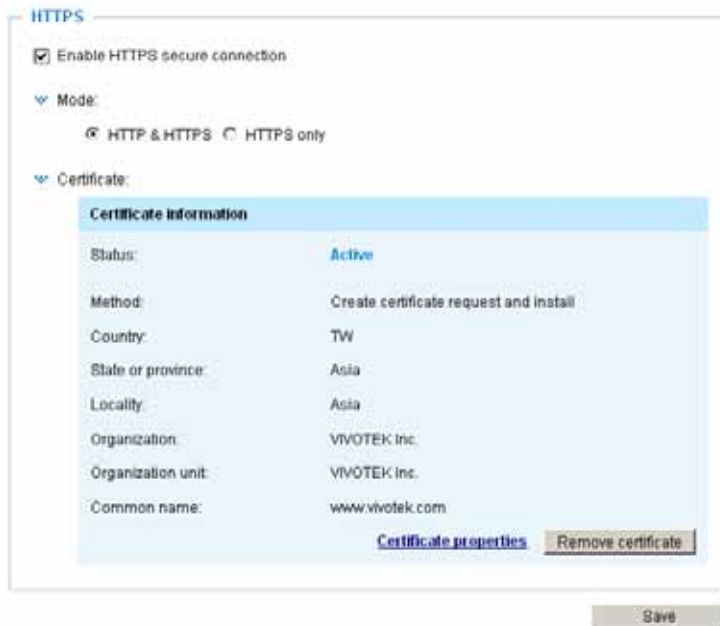 HTTPS
Enable HTTPS secure connection
Mode:
HTTP & HTTPS HTTPS only
Certificate:
Certificate information
Status: Active
Method: Create certificate request and install
Country: TW
State or province: Asia
Locality: Asia
Organization: VIVOTEK Inc.
Organization unit: VIVOTEK Inc.
Common name: www.vivotek.com
Certificate properties Remove certificate
Save